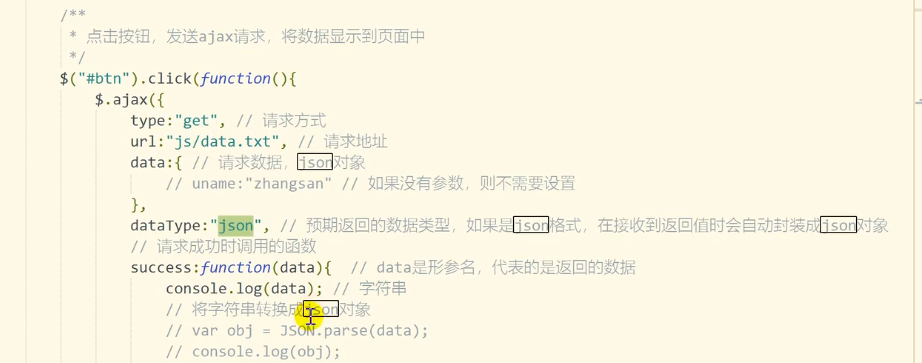 /**
 * 点击按钮，发送ajax请求，将数据显示到页面中
 */
$("#btn").click(function(){
    $.ajax({
        type:"get", // 请求方式
        url:"js/data.txt", // 请求地址
        data:{ // 请求数据，json对象
            // uname:"zhangsan" // 如果没有参数，则不需要设置
        },
        dataType:"json", // 预期返回的数据类型，如果是json格式，在接收到返回值时会自动封装成json对象
        // 请求成功时调用的函数
        success:function(data){  // data是形参名，代表的是返回的数据
            console.log(data); // 字符串
            // 将字符串转换成json对象
            // var obj = JSON.parse(data);
            // console.log(obj);